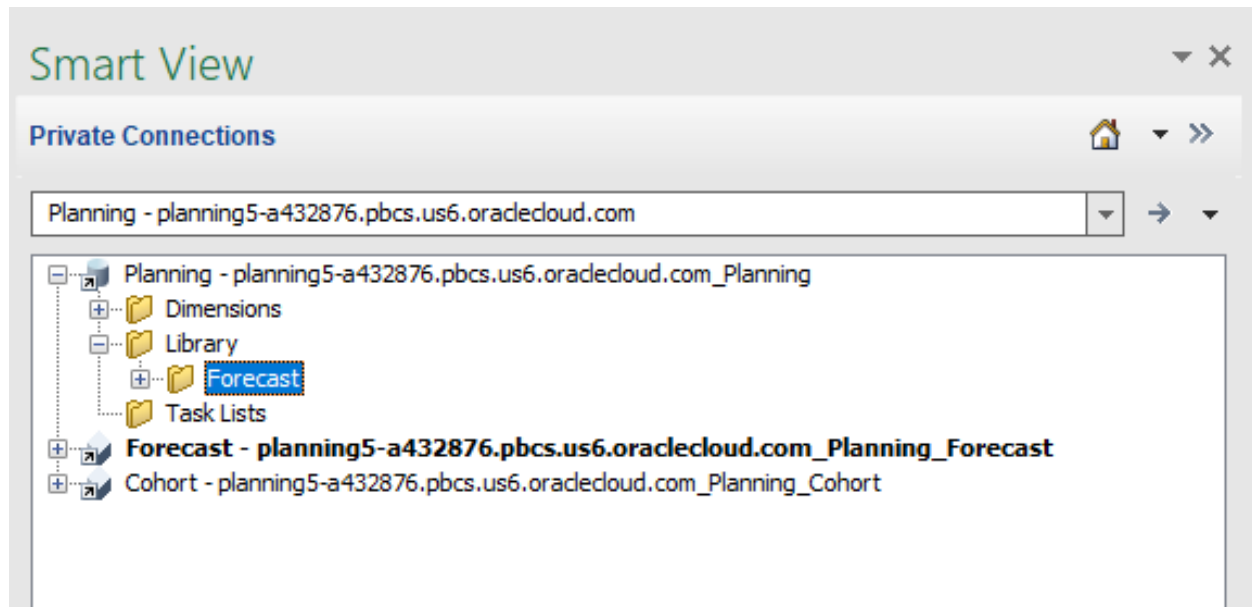 Smart View
Private Connections
Planning - planning5-a432876.pbcs.us6.oraclecloud.com
Planning - planning5-a432876.pbcs.us6.oraclecloud.com_Planning
Dimensions
Library
Forecast
Task Lists
Forecast - planning5-a432876.pbcs.us6.oraclecloud.com_Planning_Forecast
Cohort - planning5-a432876.pbcs.us6.oraclecloud.com_Planning_Cohort